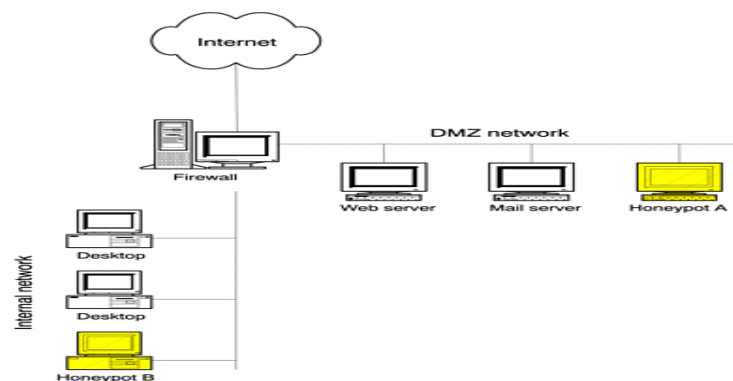 Internet
DMZ network
Firewall
Web server
Mail server
Honeypot A
Internal network
Desktop
Desktop
Honeypot B